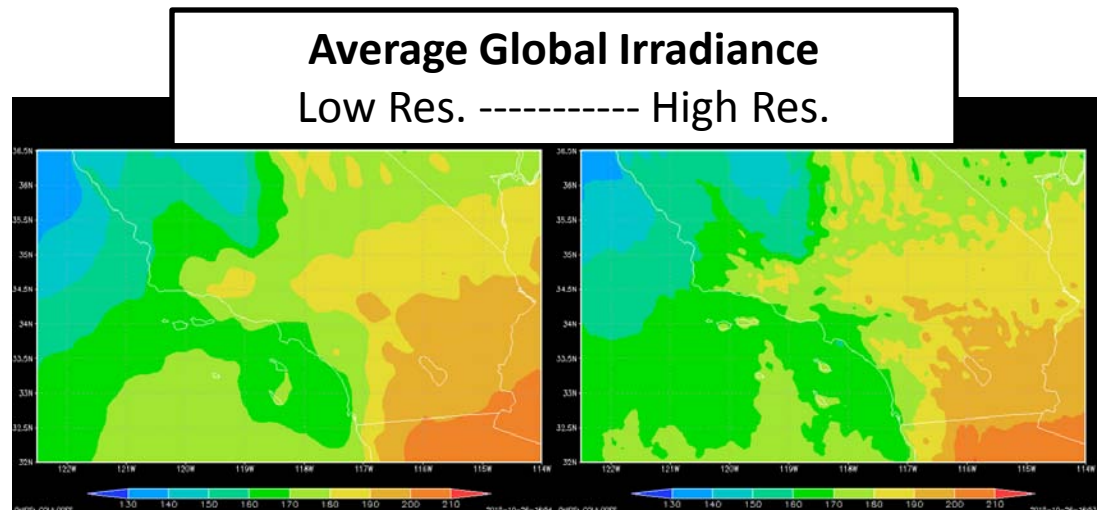 Average Global Irradiance
Low Res. ----------- High Res.
36.5N
36N
35.5N
35N
34.5N
34N
33.5N
33N
32.5N
32N
122W 121W 120W 119W 118W 117W 116W 115W 114W
130 140 150 160 170 180 190 200 210
36.5N
36N
35.5N
35N
34.5N
34N
33.5N
33N
32.5N
32N
122W 121W 120W 119W 118W 117W 116W 115W 114W
130 140 150 160 170 180 190 200 210